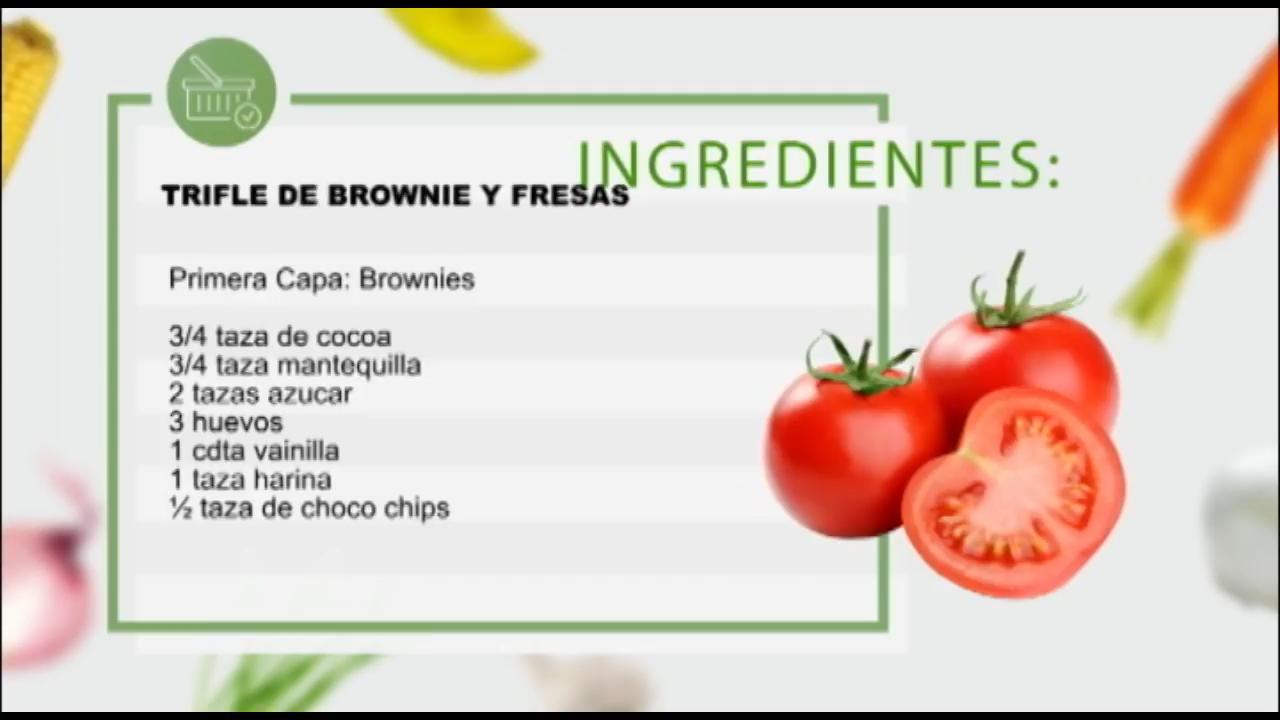 INGREDIENTES:
TRIFLE DE BROWNIE Y FRESAS
Primera Capa: Brownies
3/4 taza de cocoa
3/4 taza mantequilla
2 tazas azucar
3 huevos
1 cdta vainilla
1 taza harina
½ taza de choco chips